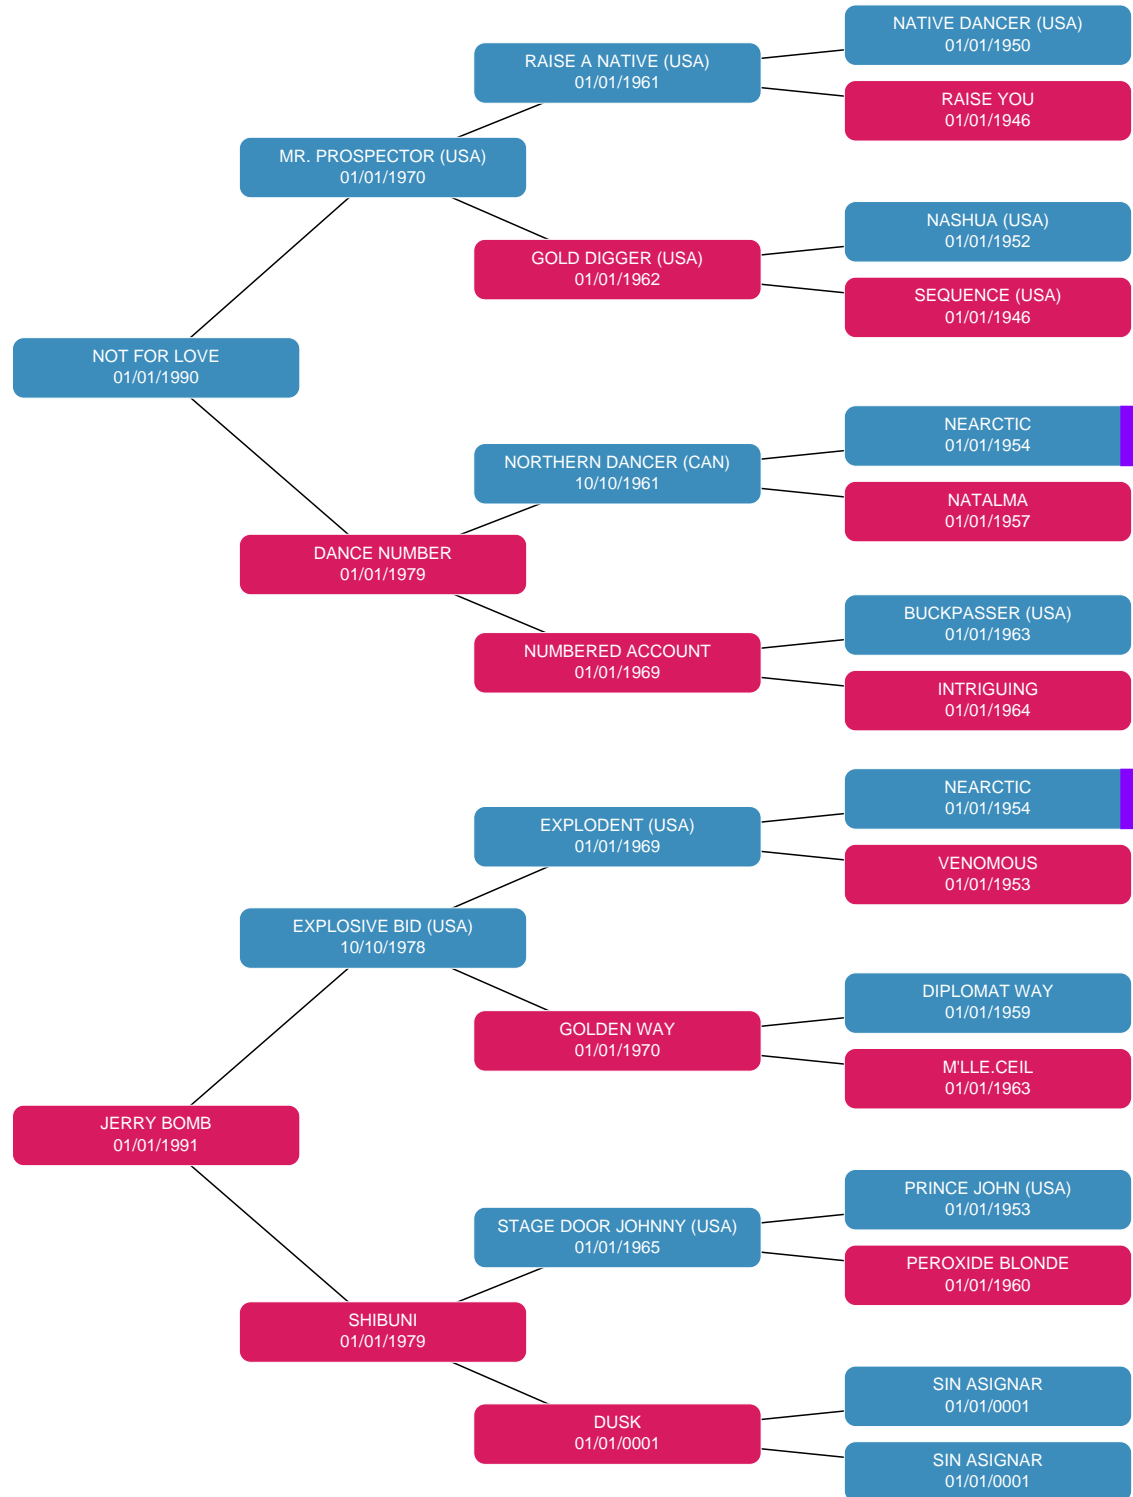 NATIVE DANCER (USA)
01/01/1950
RAISE A NATIVE (USA)
01/01/1961
RAISE YOU
01/01/1946
MR. PROSPECTOR (USA)
01/01/1970
NASHUA (USA)
01/01/1952
GOLD DIGGER (USA)
01/01/1962
SEQUENCE (USA)
01/01/1946
NOT FOR LOVE
01/01/1990
NEARCTIC
01/01/1954
NORTHERN DANCER (CAN)
10/10/1961
NATALMA
01/01/1957
DANCE NUMBER
01/01/1979
BUCKPASSER (USA)
01/01/1963
NUMBERED ACCOUNT
01/01/1969
INTRIGUING
01/01/1964
NEARCTIC
01/01/1954
EXPLODENT (USA)
01/01/1969
VENOMOUS
01/01/1953
EXPLOSIVE BID (USA)
10/10/1978
DIPLOMAT WAY
01/01/1959
GOLDEN WAY
01/01/1970
M'LLE.CEIL
01/01/1963
JERRY BOMB
01/01/1991
PRINCE JOHN (USA)
01/01/1953
STAGE DOOR JOHNNY (USA)
01/01/1965
PEROXIDE BLONDE
01/01/1960
SHIBUNI
01/01/1979
SIN ASIGNAR
01/01/0001
DUSK
01/01/0001
SIN ASIGNAR
01/01/0001